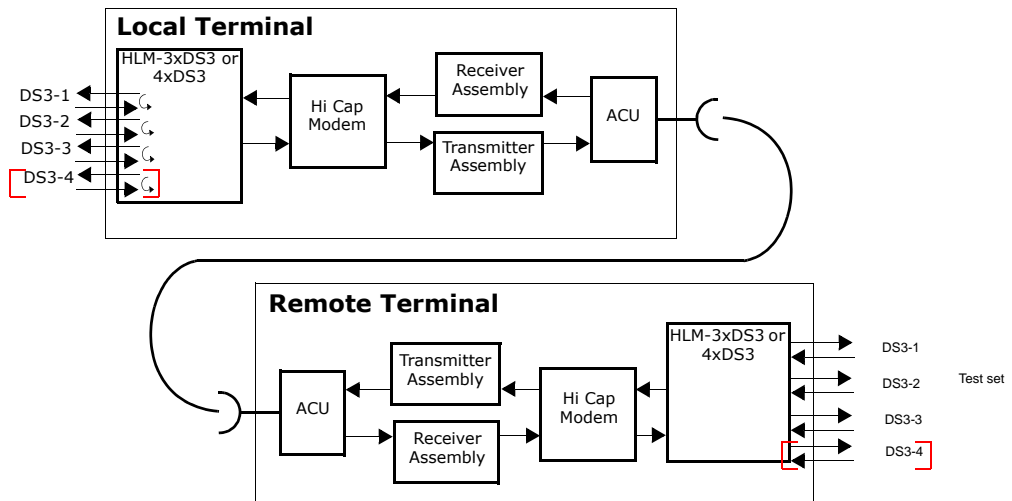 Local Terminal
HLM-3xDS3 or
4xDS3
DS3-1
DS3-2
DS3-3
DS3-4
Hi Cap
Modem
Receiver
Assembly
Transmitter
Assembly
ACU
Remote Terminal
ACU
Transmitter
Assembly
Receiver
Assembly
Hi Cap
Modem
HLM-3xDS3 or
4xDS3
DS3-1
DS3-2
DS3-3
DS3-4
Test set